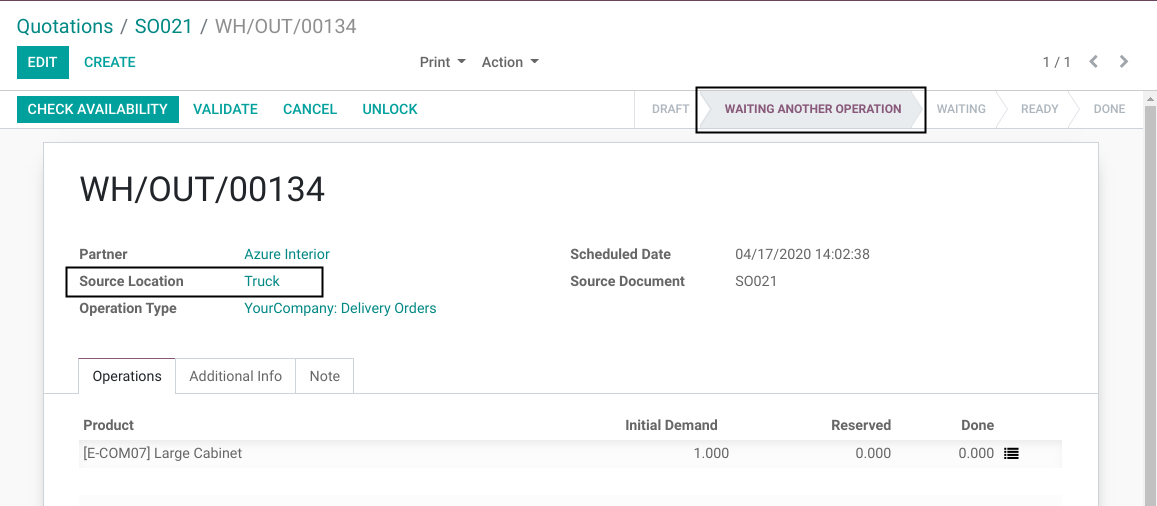 Quotations / SO021 / WH/OUT/00134
EDIT CREATE Print Action 1 / 1
CHECK AVAILABILITY VALIDATE CANCEL UNLOCK DRAFT WAITING ANOTHER OPERATION WAITING READY DONE
WH/OUT/00134
Partner Azure Interior Scheduled Date 04/17/2020 14:02:38
Source Location Truck Source Document SO021
Operation Type YourCompany: Delivery Orders
Operations Additional Info Note
Product Initial Demand Reserved Done
[E-COM07] Large Cabinet 1.000 0.000 0.000